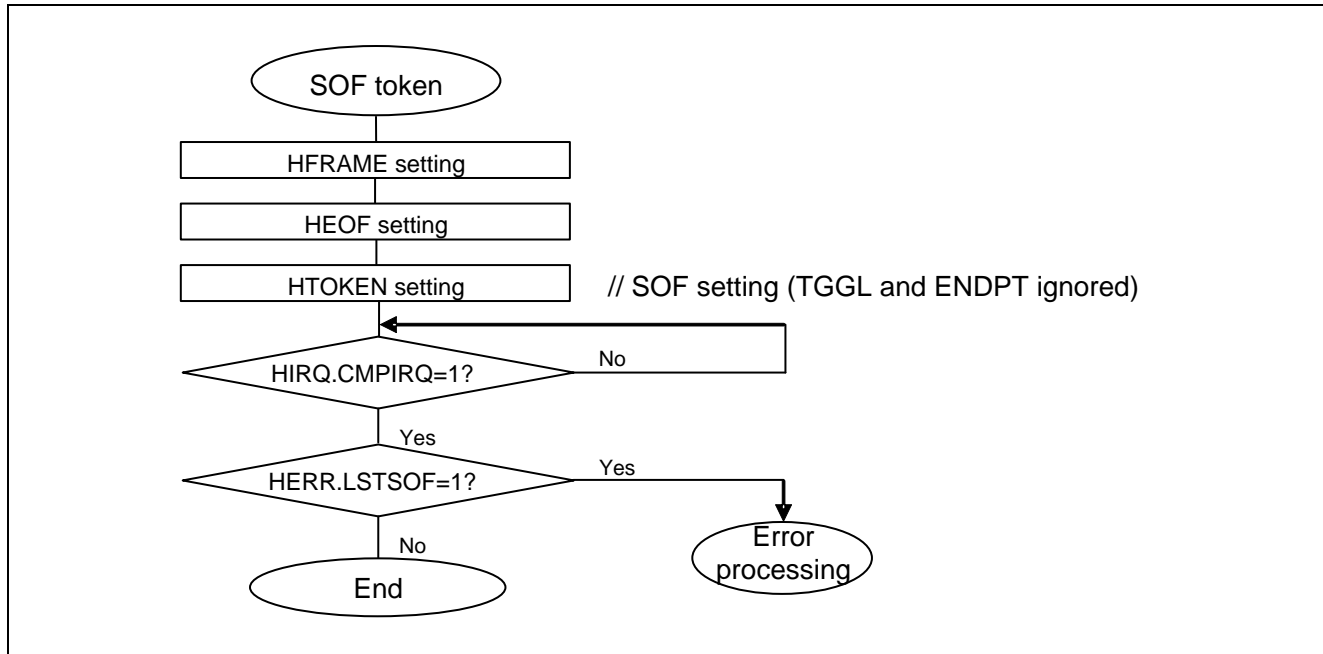 SOF token
HFRAME setting
HEOF setting
HTOKEN setting
// SOF setting (TGGL and ENDPT ignored)
HIRQ.CMPIRQ=1?
No
Yes
HERR.LSTSOF=1?
Yes
No
Error
processing
End